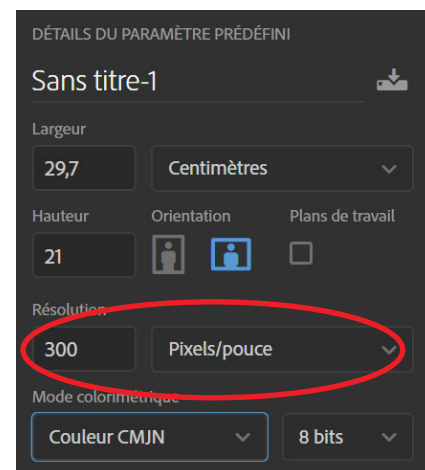 DÉTAILS DU PARAMÈTRE PRÉDÉFINI
Sans titre-1
Largeur
29,7 Centimètres
Hauteur Orientation Plans de travail
21
Résolution
300 Pixels/pouce
Mode colorimétrique
Couleur CMJN 8 bits